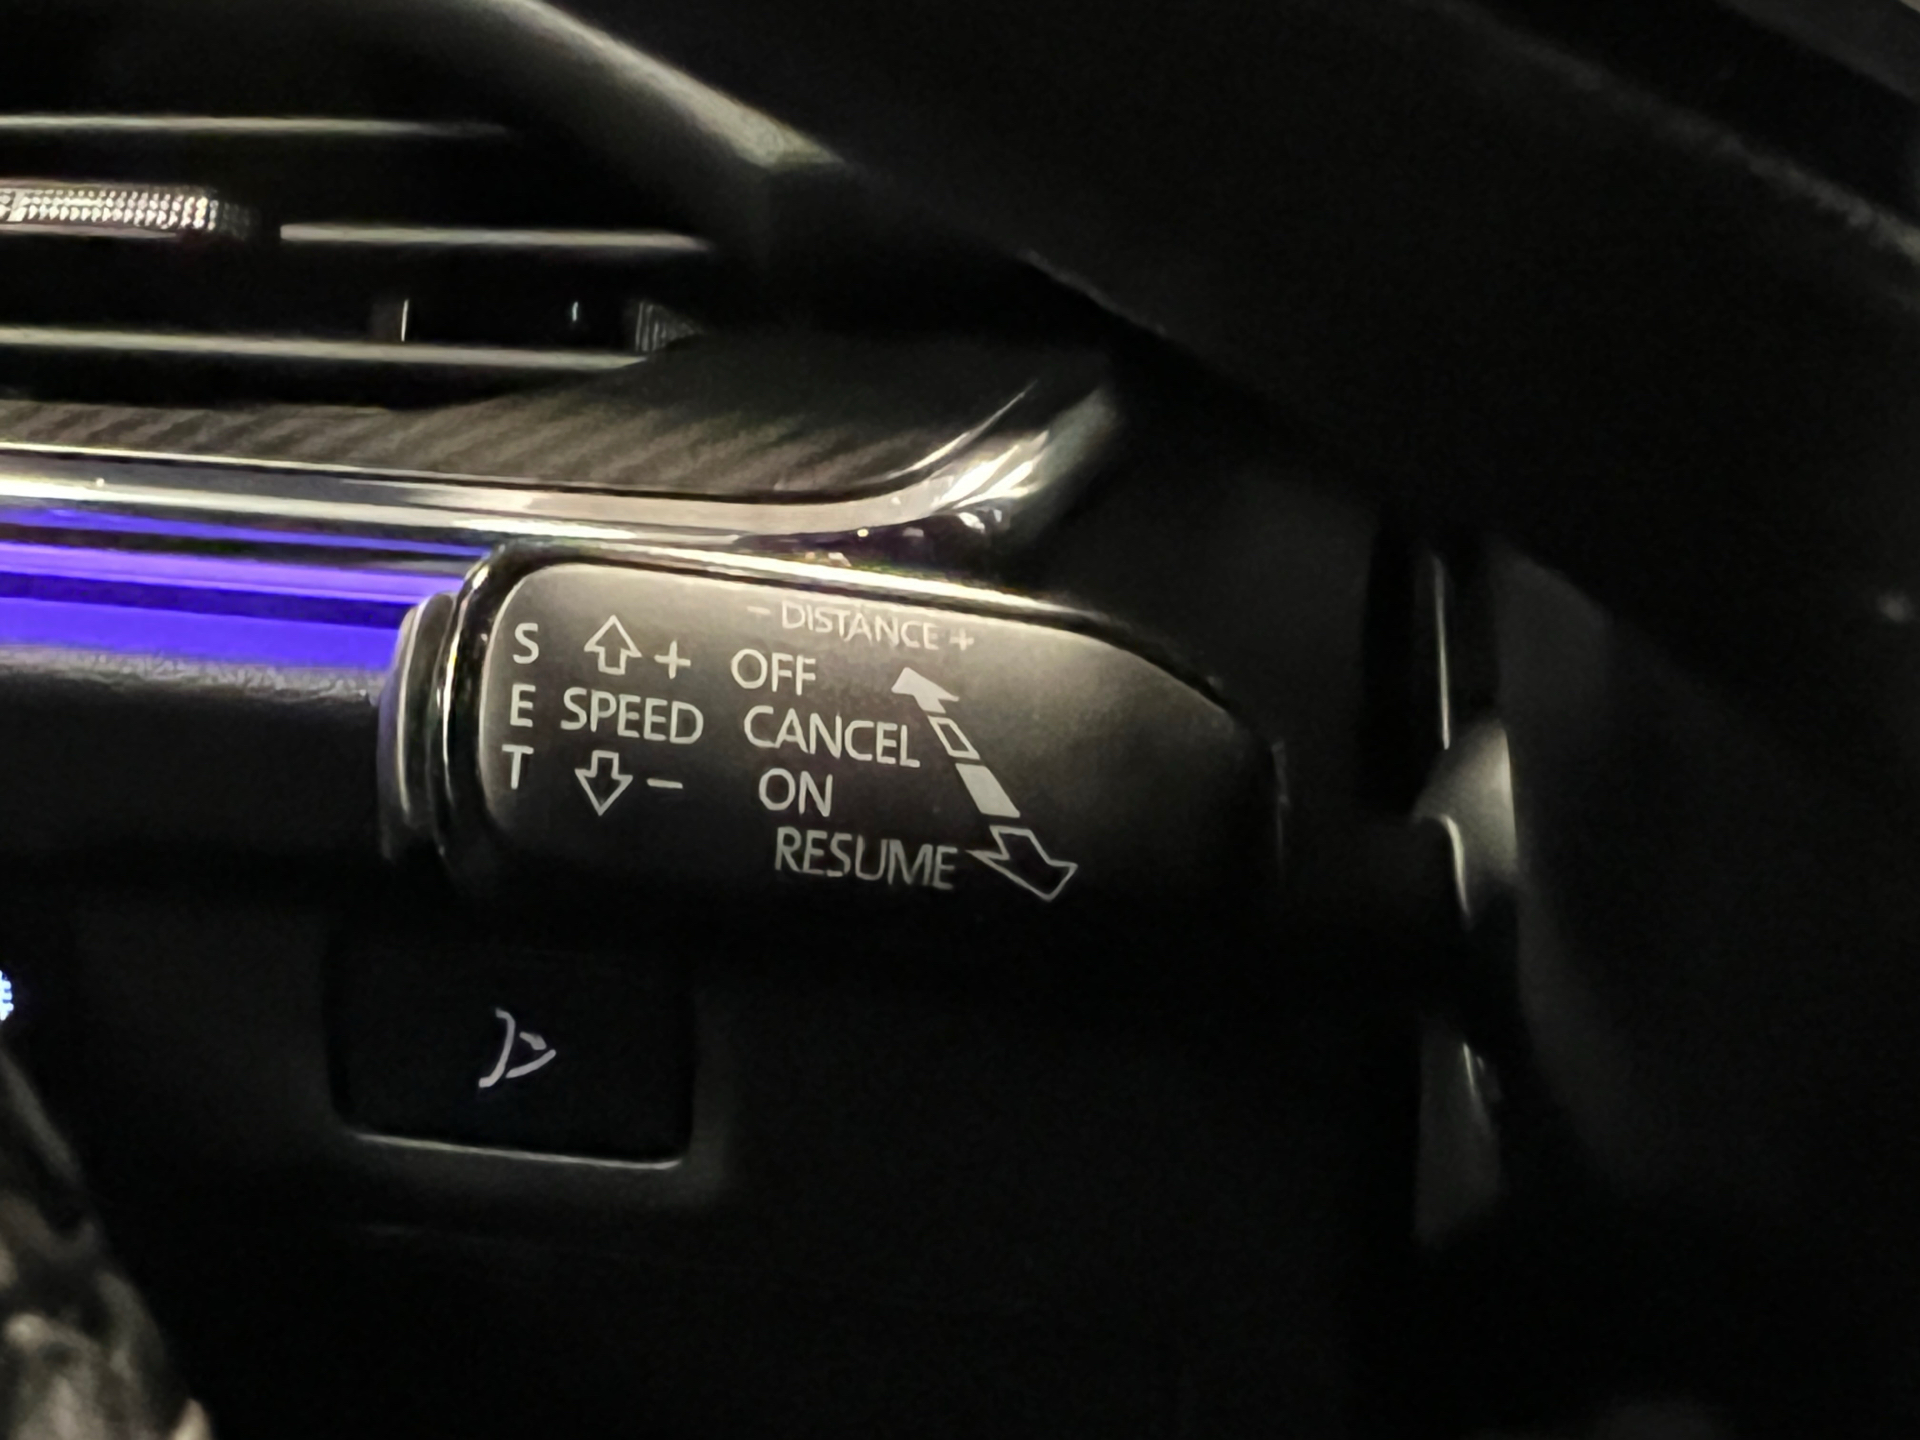 - DISTANCE +
S
E
T
+
SPEED
-
OFF
CANCEL
ON
RESUME